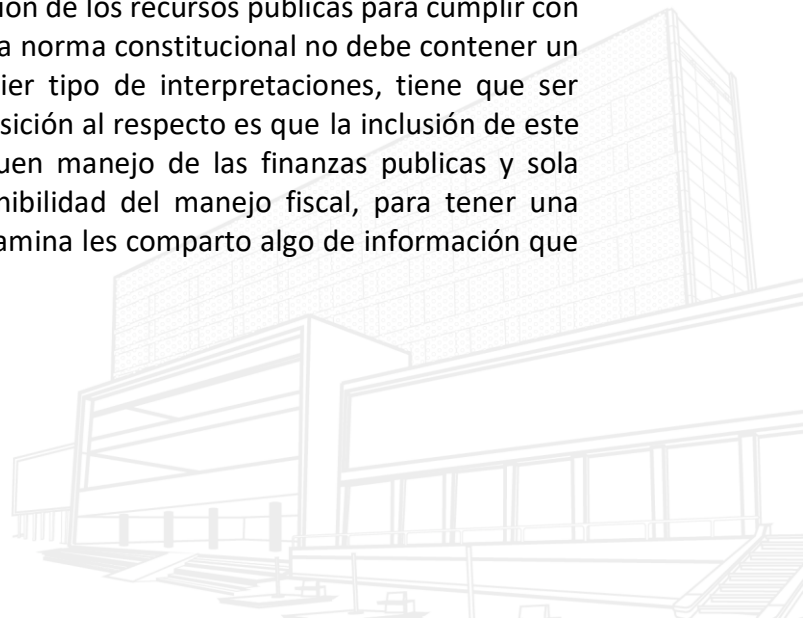 ión de los recursos publicas para cumplir con
a norma constitucional no debe contener un
ier tipo de interpretaciones, tiene que ser
sición al respecto es que la inclusión de este
uen manejo de las finanzas publicas y sola
nibilidad del manejo fiscal, para tener una
amina les comparto algo de información que